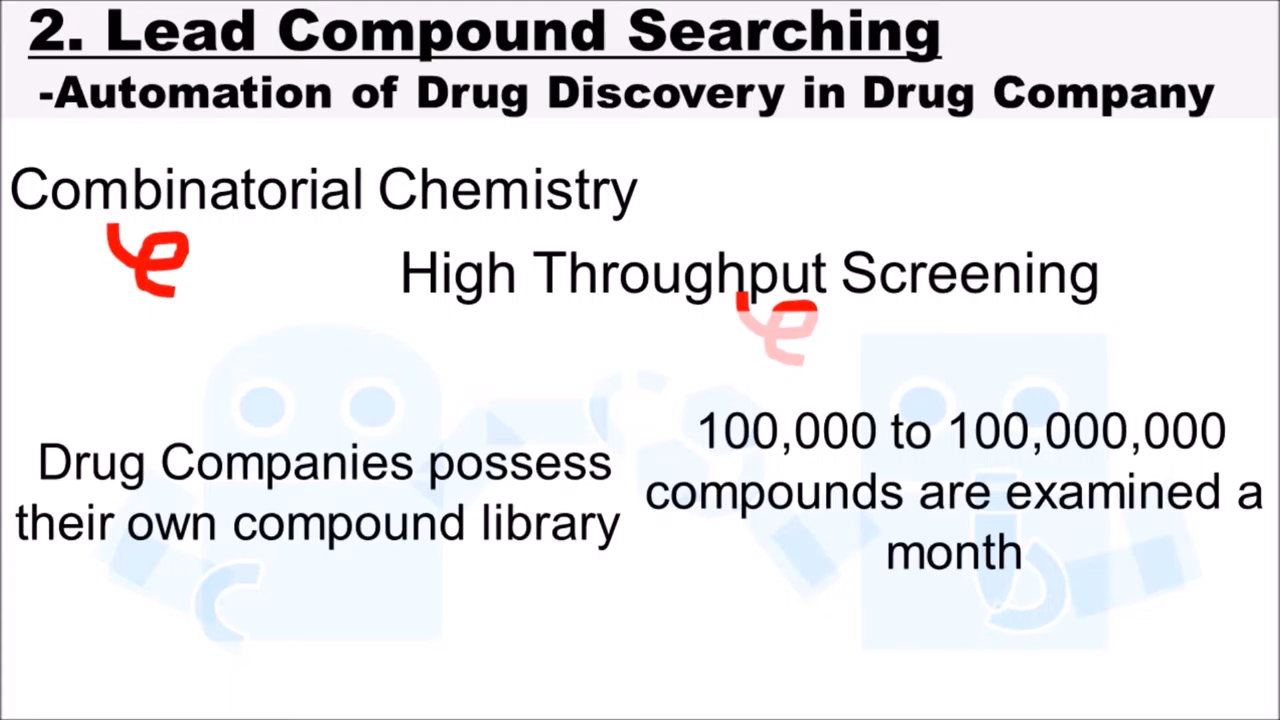 2. Lead Compound Searching
-Automation of Drug Discovery in Drug Company
Combinatorial Chemistry
High Throughput Screening
Drug Companies possess
their own compound library
100,000 to 100,000,000
compounds are examined a
month